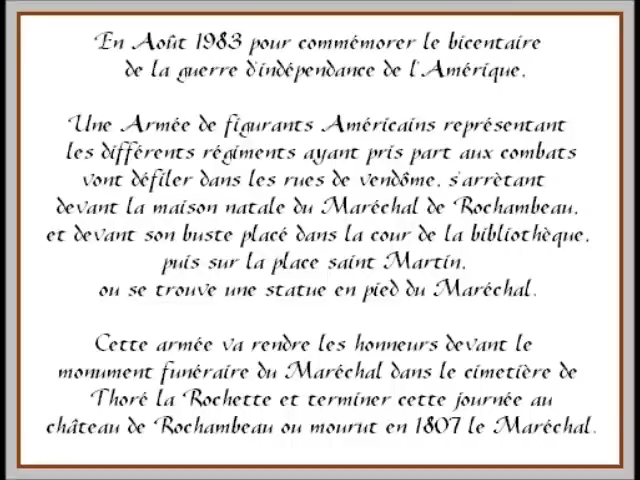 En Août 1983 pour commémorer le bicentaire
de la guerre d'indépendance de l'Amérique,
Une Armée de figurants Américains représentant
les différents régiments ayant pris part aux combats
vont défiler dans les rues de vendôme, s'arrètant
devant la maison natale du Maréchal de Rochambeau,
et devant son buste placé dans la cour de la bibliothèque,
puis sur la place saint Martin,
ou se trouve une statue en pied du Maréchal.
Cette armée va rendre les honneurs devant le
monument funéraire du Maréchal dans le cimetière de
Thoré la Rochette et terminer cette journée au
château de Rochambeau ou mourut en 1807 le Maréchal.